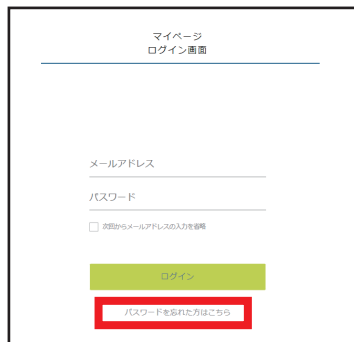 マイページ
ログイン画面
メールアドレス
パスワード
次回からメールアドレスの入力を省略
ログイン
パスワードを忘れた方はこちら